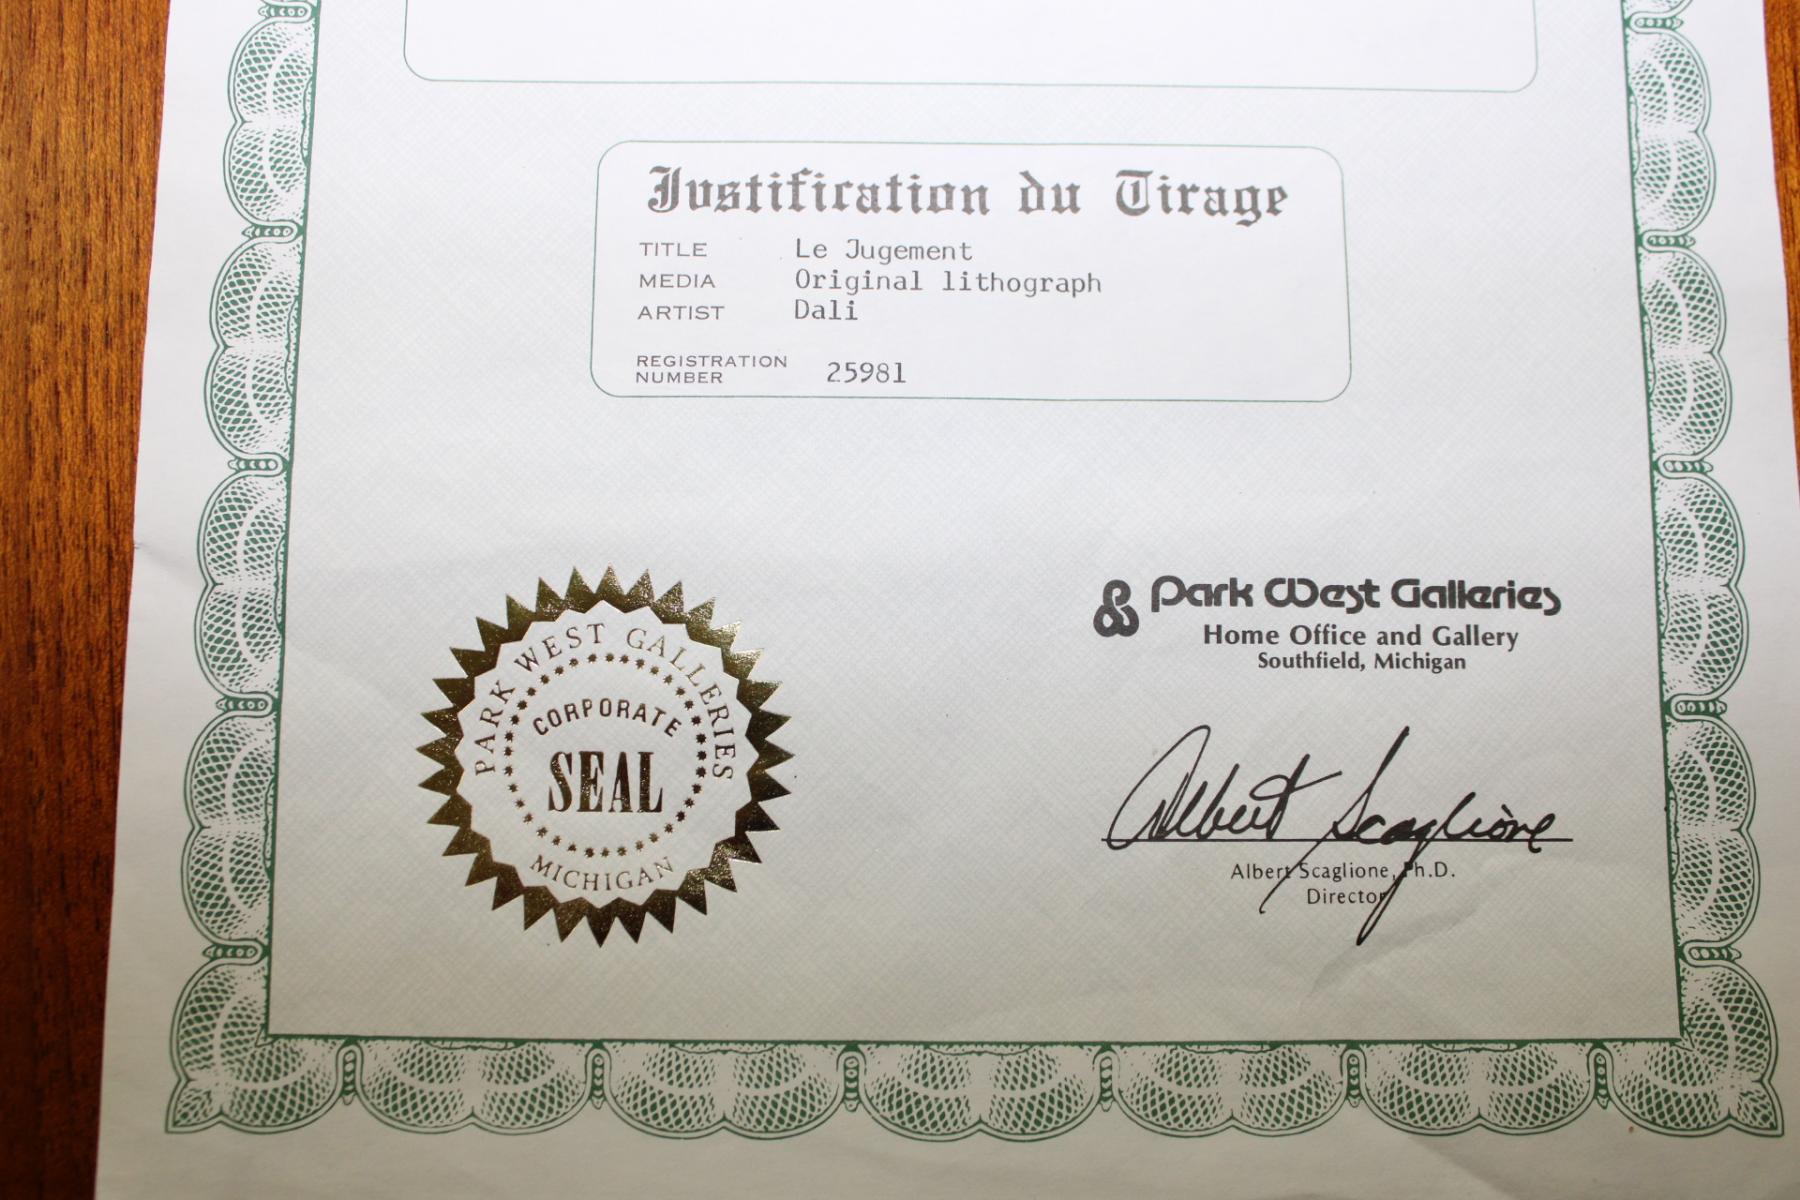 Justification du Tirage
TITLE Le Jugement
MEDIA Original lithograph
ARTIST Dali
REGISTRATION
NUMBER 25981
Park West Galleries
Home Office and Gallery
Southfield, Michigan
PARK WEST GALLERIES
CORPORATE
SEAL
MICHIGAN
Albert Scaglione
Albert Scaglione, Ph.D.
Director